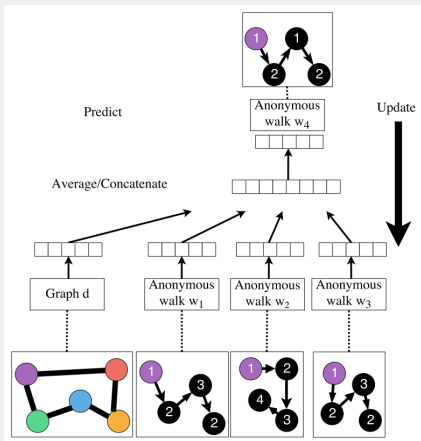 1 1
2 2
Predict
Anonymous
walk w4
Update
Average/Concatenate
Graph d
Anonymous
walk w1
Anonymous
walk w2
Anonymous
walk w3
1
3
2
2
1 2
4
3
1
3
2
2